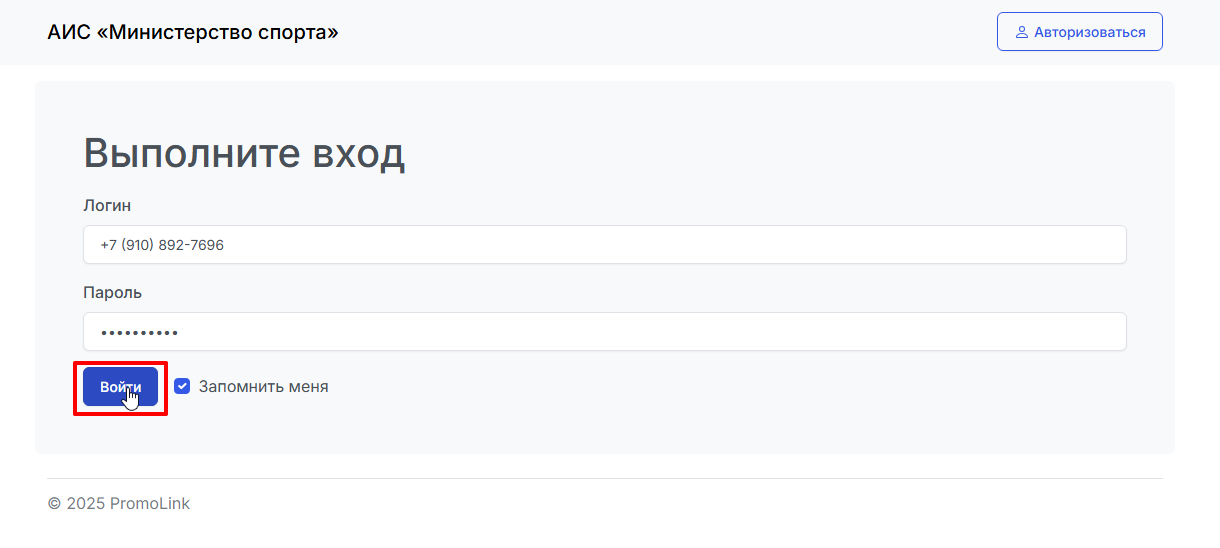 АИС «Министерство спорта»
Авторизоваться
Выполните вход
Логин
+7 (910) 892-7696
Пароль
••••••••••
Войти
Запомнить меня
© 2025 PromoLink